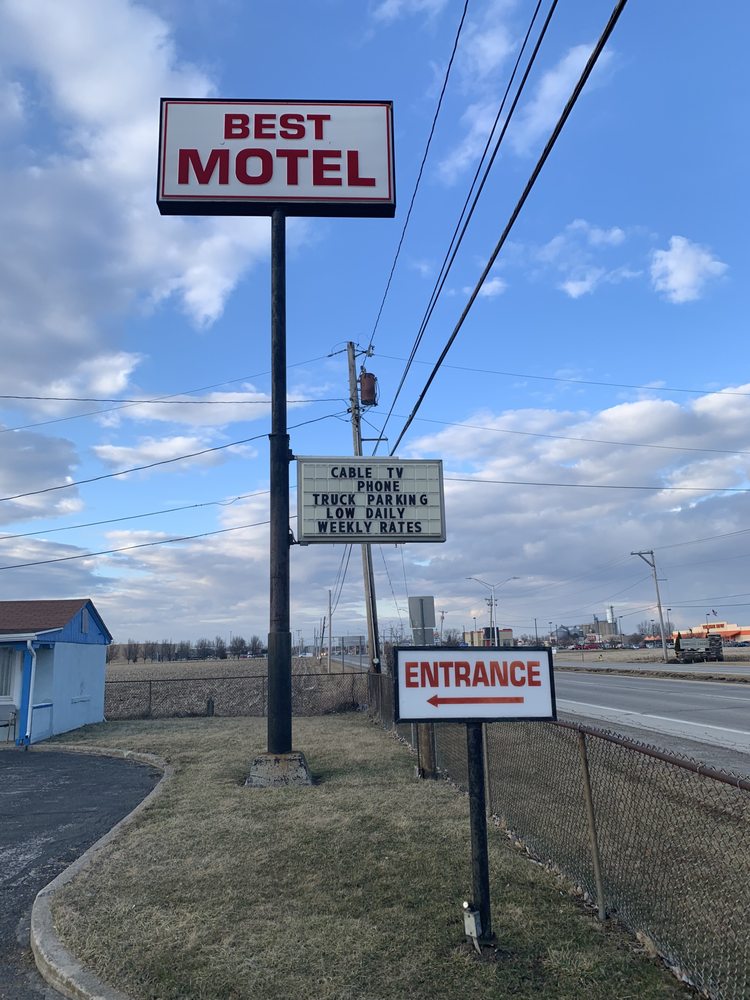 BEST
MOTEL
CABLE TV
PHONE
TRUCK PARKING
LOW DAILY
WEEKLY RATES
ENTRANCE